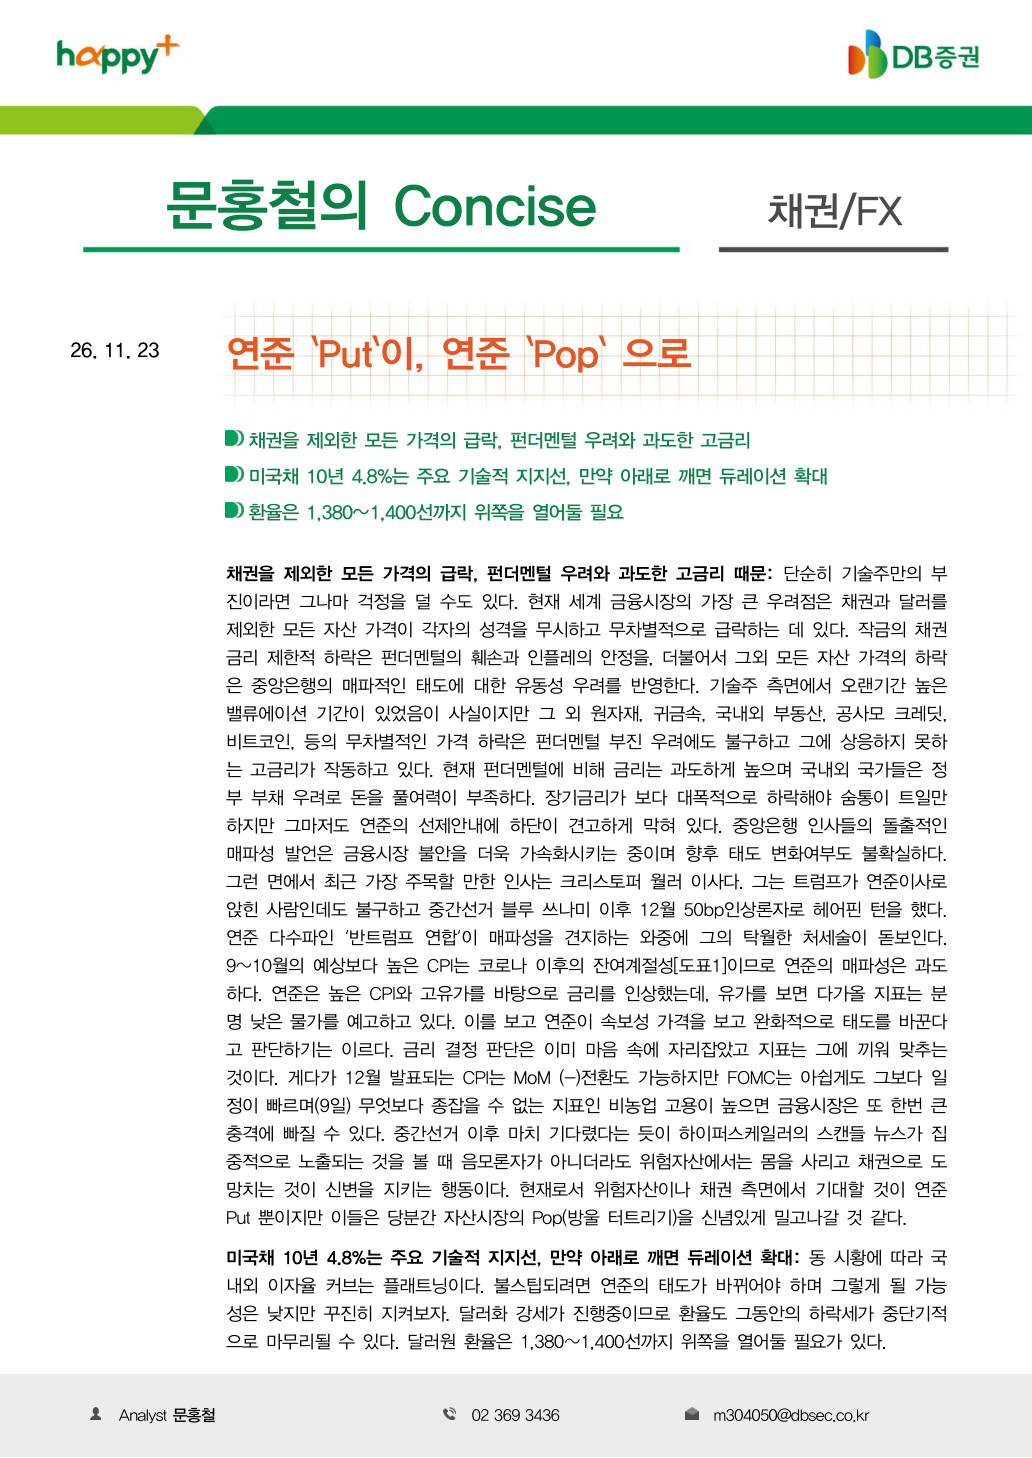 happy+
DB증권
문홍철의 Concise
채권/FX
26. 11. 23
연준 `Put`이, 연준 `Pop` 으로
채권을 제외한 모든 가격의 급락, 펀더멘털 우려와 과도한 고금리
미국채 10년 4.8%는 주요 기술적 지지선, 만약 아래로 깨면 듀레이션 확대
환율은 1,380~1,400선까지 위쪽을 열어둘 필요
채권을 제외한 모든 가격의 급락, 펀더멘털 우려와 과도한 고금리 때문: 단순히 기술주만의 부
진이라면 그나마 걱정을 덜 수도 있다. 현재 세계 금융시장의 가장 큰 우려점은 채권과 달러를
제외한 모든 자산 가격이 각자의 성격을 무시하고 무차별적으로 급락하는 데 있다. 작금의 채권
금리 제한적 하락은 펀더멘털의 훼손과 인플레의 안정을, 더불어서 그외 모든 자산 가격의 하락
은 중앙은행의 매파적인 태도에 대한 유동성 우려를 반영한다. 기술주 측면에서 오랜기간 높은
밸류에이션 기간이 있었음이 사실이지만 그 외 원자재, 귀금속, 국내외 부동산, 공사모 크레딧,
비트코인, 등의 무차별적인 가격 하락은 펀더멘털 부진 우려에도 불구하고 그에 상응하지 못하
는 고금리가 작동하고 있다. 현재 펀더멘털에 비해 금리는 과도하게 높으며 국내외 국가들은 정
부 부채 우려로 돈을 풀여력이 부족하다. 장기금리가 보다 대폭적으로 하락해야 숨통이 트일만
하지만 그마저도 연준의 선제안내에 하단이 견고하게 막혀 있다. 중앙은행 인사들의 돌출적인
매파성 발언은 금융시장 불안을 더욱 가속화시키는 중이며 향후 태도 변화여부도 불확실하다.
그런 면에서 최근 가장 주목할 만한 인사는 크리스토퍼 월러 이사다. 그는 트럼프가 연준이사로
앉힌 사람인데도 불구하고 중간선거 블루 쓰나미 이후 12월 50bp인상론자로 헤어핀 턴을 했다.
연준 다수파인 ‘반트럼프 연합’이 매파성을 견지하는 와중에 그의 탁월한 처세술이 돋보인다.
9~10월의 예상보다 높은 CPI는 코로나 이후의 잔여계절성[도표1]이므로 연준의 매파성은 과도
하다. 연준은 높은 CPI와 고유가를 바탕으로 금리를 인상했는데, 유가를 보면 다가올 지표는 분
명 낮은 물가를 예고하고 있다. 이를 보고 연준이 속보성 가격을 보고 완화적으로 태도를 바꾼다
고 판단하기는 이르다. 금리 결정 판단은 이미 마음 속에 자리잡았고 지표는 그에 끼워 맞추는
것이다. 게다가 12월 발표되는 CPI는 MoM (-)전환도 가능하지만 FOMC는 아쉽게도 그보다 일
정이 빠르며(9일) 무엇보다 종잡을 수 없는 지표인 비농업 고용이 높으면 금융시장은 또 한번 큰
충격에 빠질 수 있다. 중간선거 이후 마치 기다렸다는 듯이 하이퍼스케일러의 스캔들 뉴스가 집
중적으로 노출되는 것을 볼 때 음모론자가 아니더라도 위험자산에서는 몸을 사리고 채권으로 도
망치는 것이 신변을 지키는 행동이다. 현재로서 위험자산이나 채권 측면에서 기대할 것이 연준
Put 뿐이지만 이들은 당분간 자산시장의 Pop(방울 터트리기)을 신념있게 밀고나갈 것 같다.
미국채 10년 4.8%는 주요 기술적 지지선, 만약 아래로 깨면 듀레이션 확대: 동 시황에 따라 국
내외 이자율 커브는 플래트닝이다. 불스팁되려면 연준의 태도가 바뀌어야 하며 그렇게 될 가능
성은 낮지만 꾸진히 지켜보자. 달러화 강세가 진행중이므로 환율도 그동안의 하락세가 중단기적
으로 마무리될 수 있다. 달러원 환율은 1,380~1,400선까지 위쪽을 열어둘 필요가 있다.
Analyst 문홍철
02 369 3436
m304050@dbsec.co.kr